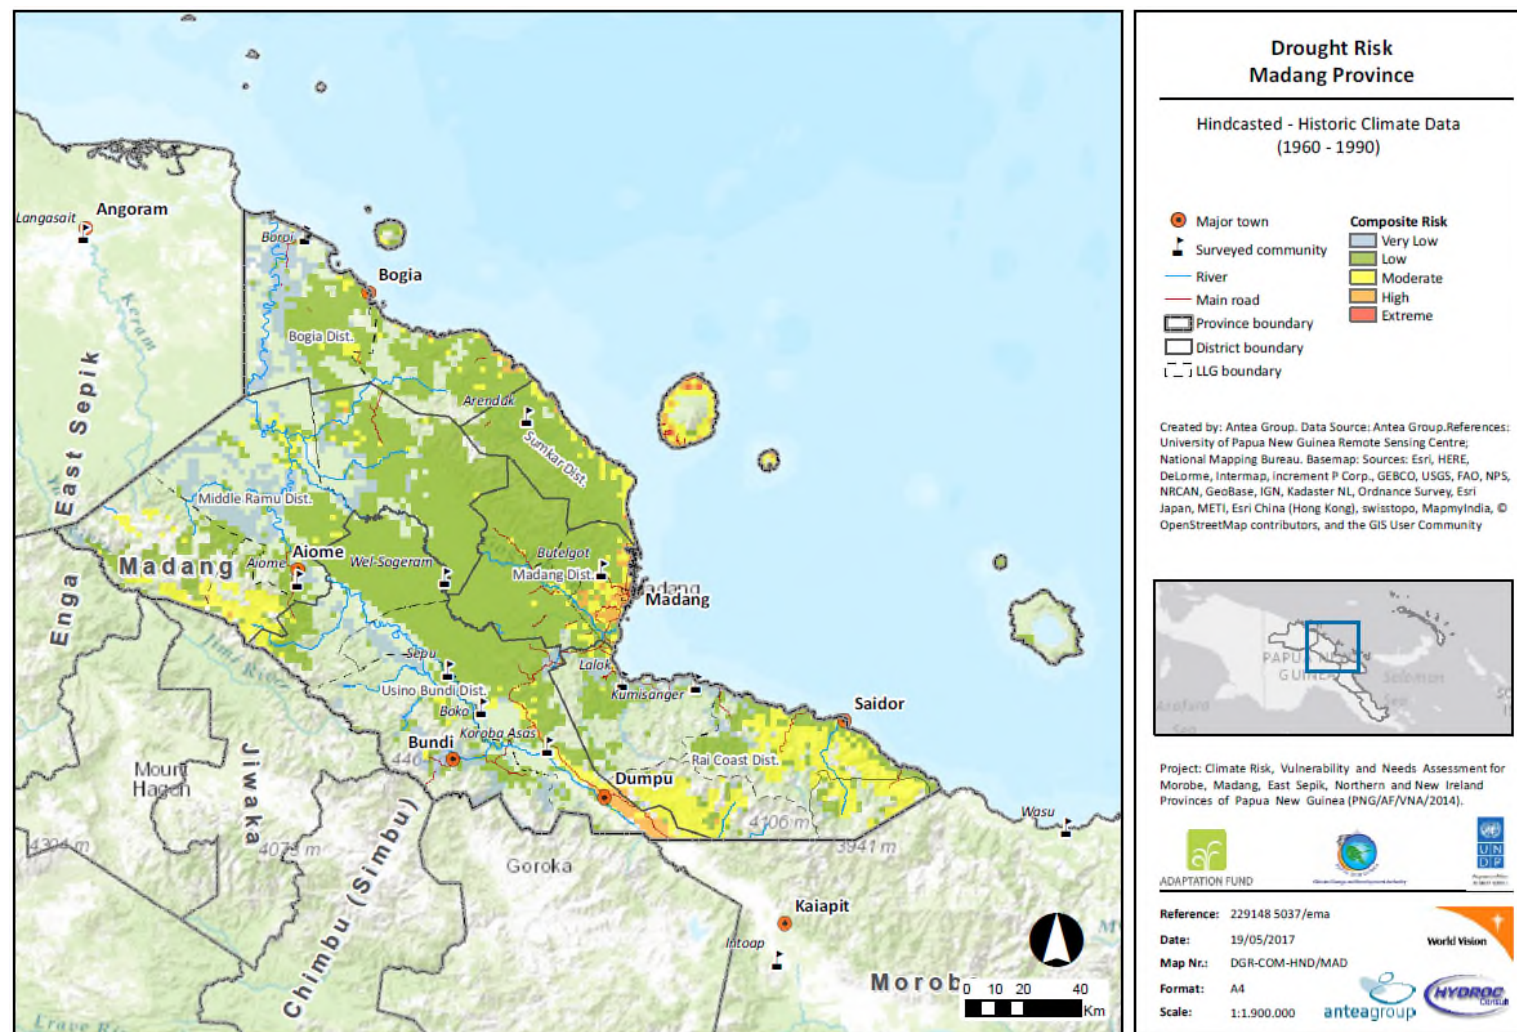 Langasait
Angoram
Keram
East Sepik
Borpi
Bogia
Bogia Dist.
Arenduk
Sumkar Dist.
Middle Ramu Dist.
Enga
Madang
Aiome
Aiome
Wel-Sogeram
Butelgot
Madang Dist.
Madang
Sepu
Lalok
Usino Bundi Dist.
Kumisanger
Boko
Koroba Asas
Saidor
Bundi
Rai Coast Dist.
Dumpu
Jiwaka
Mount
Hagen
4304 m
4073 m
4106 m
3941 m
Wasu
Chimbu (Simbu)
Goroka
Kaiapit
Intoap
0 10 20 40
Km
Drought Risk
Madang Province
Hindcasted - Historic Climate Data
(1960 - 1990)
Major town
Surveyed community
River
Main road
Province boundary
District boundary
LLG boundary
Composite Risk
Very Low
Low
Moderate
High
Extreme
Created by: Antea Group. Data Source: Antea Group.References:
University of Papua New Guinea Remote Sensing Centre;
National Mapping Bureau. Basemap: Sources: Esri, HERE,
DeLorme, Intermap, increment P Corp., GEBCO, USGS, FAO, NPS,
NRCAN, GeoBase, IGN, Kadaster NL, Ordnance Survey, Esri
Japan, METI, Esri China (Hong Kong), swisstopo, MapmyIndia, ©
OpenStreetMap contributors, and the GIS User Community
Solomon
Project: Climate Risk, Vulnerability and Needs Assessment for
Morobe, Madang, East Sepik, Northern and New Ireland
Provinces of Papua New Guinea (PNG/AF/VNA/2014).
ADAPTATION FUND
UN
DP
Reference: 229148 5037/ema
Date: 19/05/2017
Map Nr.: DGR-COM-HND/MAD
Format: A4
Scale: 1:1.900.000
World Vision
anteagroup
HYDROC
Consult